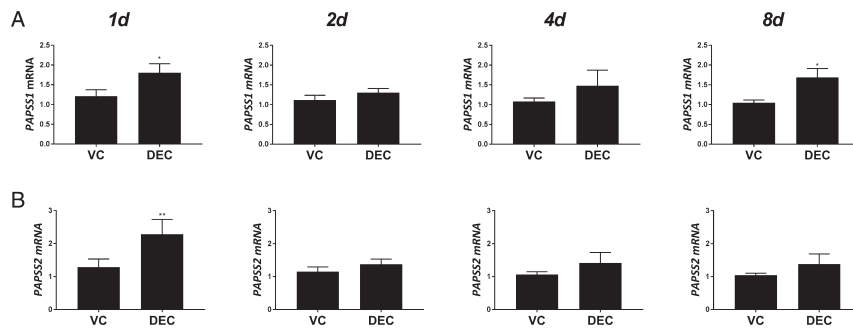 A
1d
2d
4d
8d
PAPSS1 mRNA
2.5
2.0
1.5
1.0
0.5
0.0
*
VC
DEC
PAPSS1 mRNA
2.5
2.0
1.5
1.0
0.5
0.0
VC
DEC
PAPSS1 mRNA
2.5
2.0
1.5
1.0
0.5
0.0
VC
DEC
PAPSS1 mRNA
2.5
2.0
1.5
1.0
0.5
0.0
*
VC
DEC
B
PAPSS2 mRNA
3
2
1
0
**
VC
DEC
PAPSS2 mRNA
3
2
1
0
VC
DEC
PAPSS2 mRNA
3
2
1
0
VC
DEC
PAPSS2 mRNA
3
2
1
0
VC
DEC